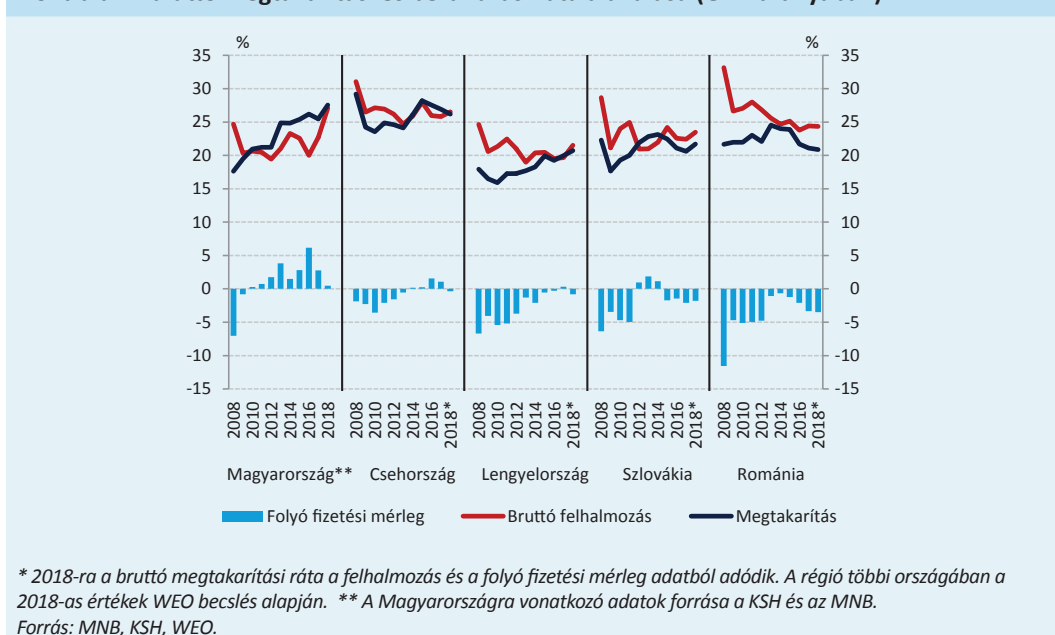 % %
35 35
30 30
25 25
20 20
15 15
10 10
5 5
0 0
-5 -5
-10 -10
-15 -15
2008 2010 2012 2014 2016 2018 2008 2010 2012 2014 2016 2018* 2008 2010 2012 2014 2016 2018* 2008 2010 2012 2014 2016 2018* 2008 2010 2012 2014 2016 2018*
Magyarország** Csehország Lengyelország Szlovákia Románia
Folyó fizetési mérleg Bruttó felhalmozás Megtakarítás
* 2018-ra a bruttó megtakarítási ráta a felhalmozás és a folyó fizetési mérleg adatból adódik. A régió többi országában a
2018-as értékek WEO becslés alapján. ** A Magyarországra vonatkozó adatok forrása a KSH és az MNB.
Forrás: MNB, KSH, WEO.